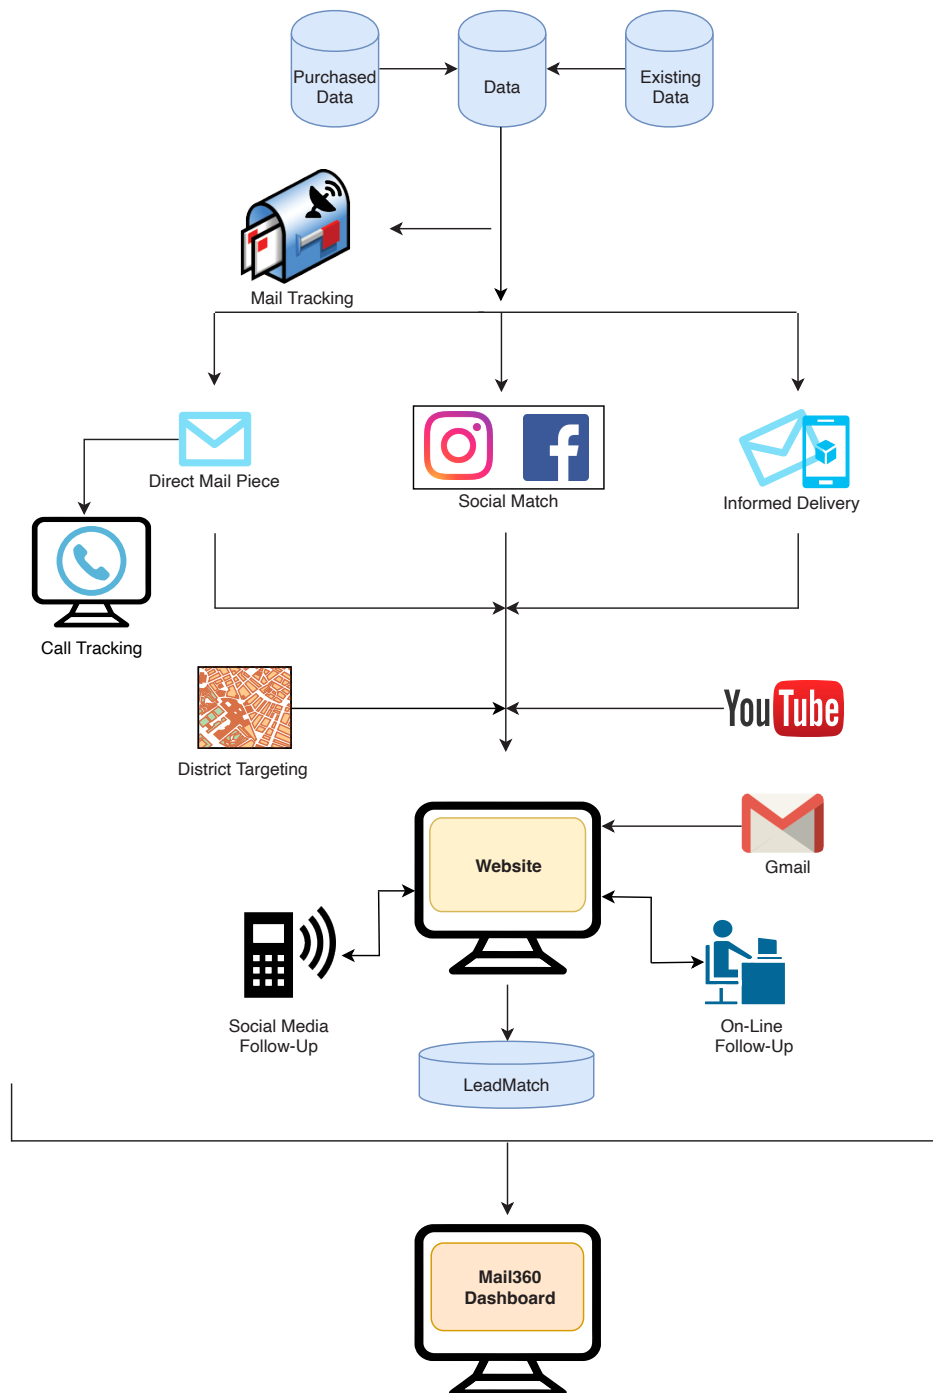 Purchased
Data
Data
Existing
Data
Mail Tracking
Direct Mail Piece
Social Match
Informed Delivery
Call Tracking
District Targeting
YouTube
Website
Gmail
Social Media
Follow-Up
On-Line
Follow-Up
LeadMatch
Mail360
Dashboard